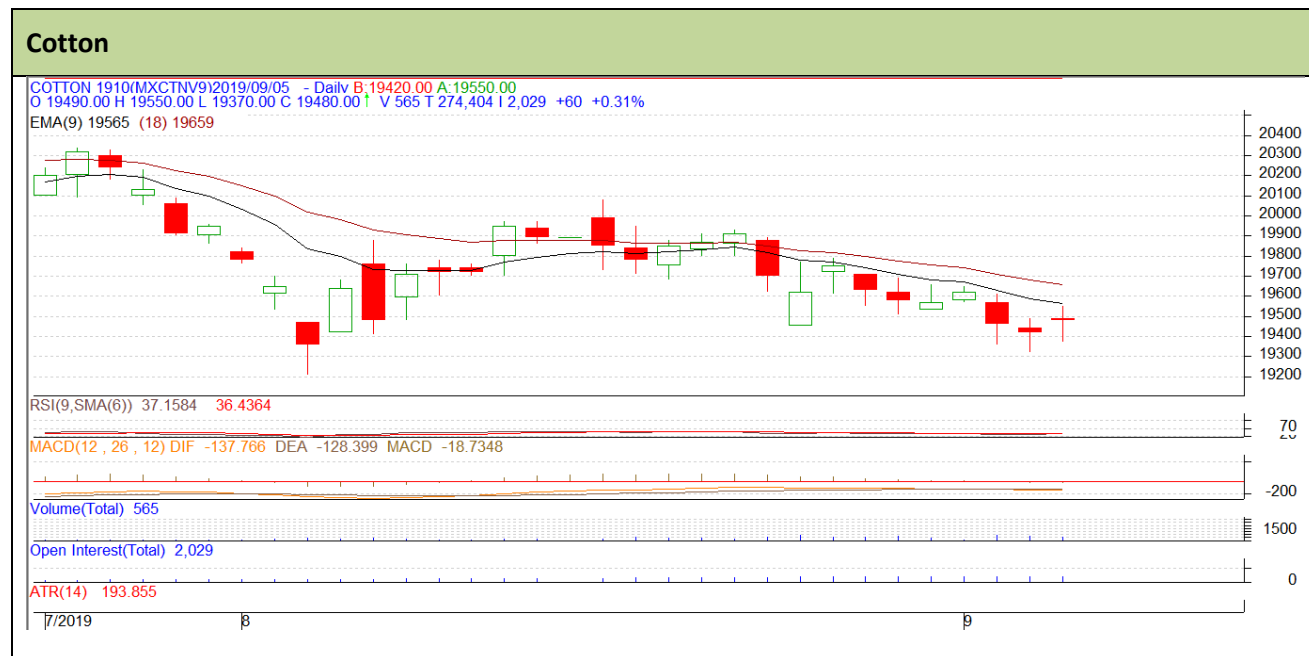 Cotton
COTTON 1910(MXCTNV9)2019/09/05 - Daily B:19420.00 A:19550.00
O 19490.00 H 19550.00 L 19370.00 C 19480.00↑ V 565 T 274,404 I 2,029 +60 +0.31%
EMA(9) 19565 (18) 19659
20400
20300
20200
20100
20000
19900
19800
19700
19600
19500
19400
19300
19200
RSI(9,SMA(6)) 37.1584 36.4364
70
MACD(12 , 26 , 12) DIF -137.766 DEA -128.399 MACD -18.7348
-200
Volume(Total) 565
1500
Open Interest(Total) 2,029
0
ATR(14) 193.855
7/2019 8 9